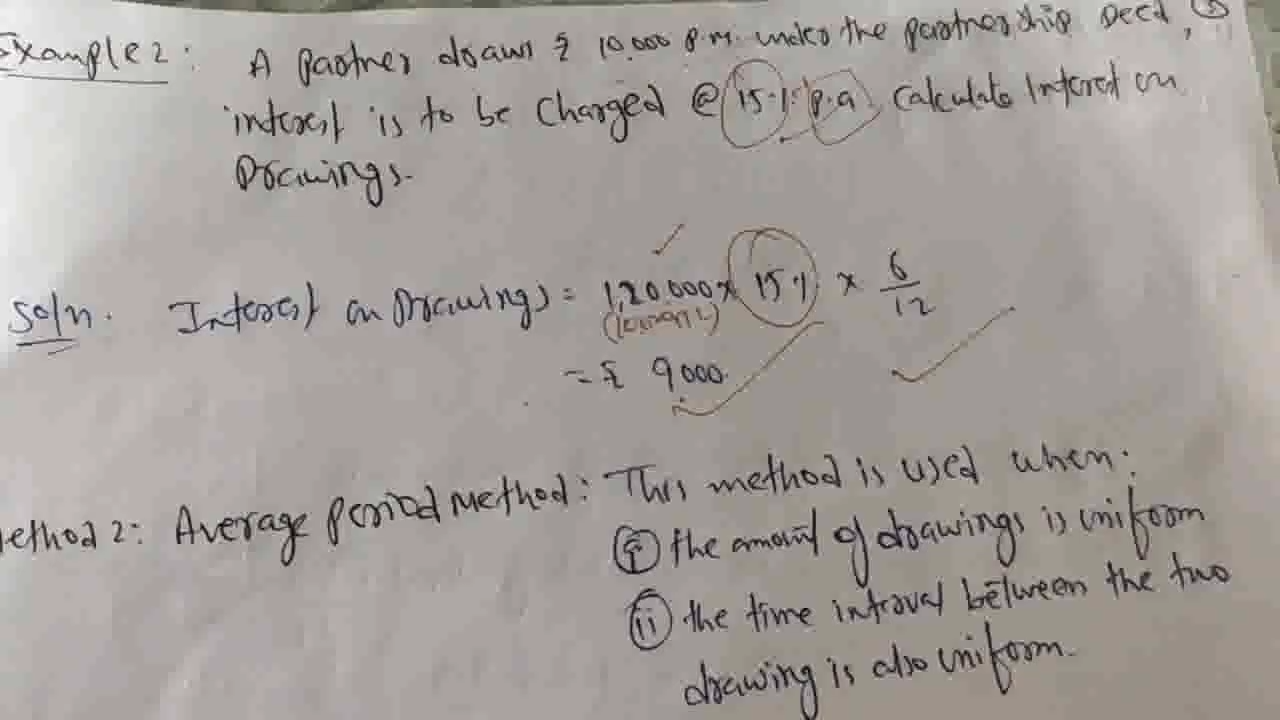 Example 2: A partner draws ₹ 10,000 p.m. under the partnership Deed,
interest is to be charged @ 15% p.a Calculate Interest on
Drawings.
Soln. Interest on Drawings = 1,20,000 x 15% x 6/12
= ₹ 9000
Method 2: Average period Method: This method is used when:
(i) the amount of drawings is uniform
(ii) the time interval between the two
drawing is also uniform.